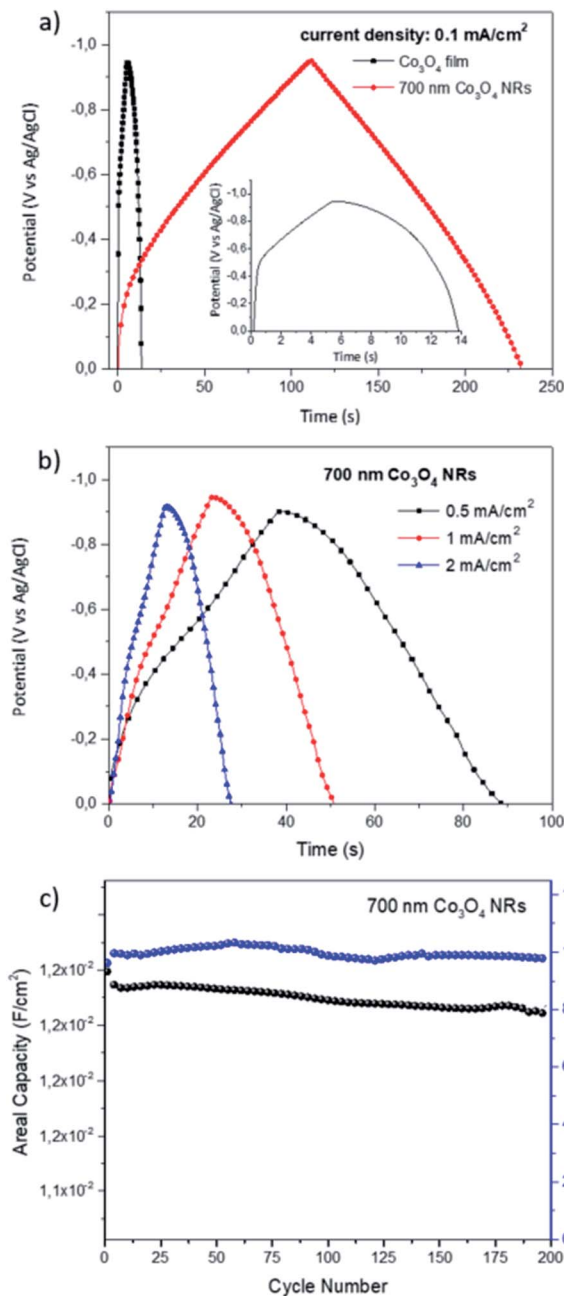 a)
current density: 0.1 mA/cm²
Co₃O₄ film
700 nm Co₃O₄ NRs
Potential (V vs Ag/AgCl)
-1,0
-0,8
-0,6
-0,4
-0,2
0,0
Potential (V vs Ag/AgCl)
-1,0
-0,8
-0,6
-0,4
-0,2
0,0
0 2 4 6 8 10 12 14
Time (s)
0 50 100 150 200 250
Time (s)
b)
700 nm Co₃O₄ NRs
0.5 mA/cm²
1 mA/cm²
2 mA/cm²
Potential (V vs Ag/AgCl)
-1,0
-0,8
-0,6
-0,4
-0,2
0,0
0 20 40 60 80 100
Time (s)
c)
700 nm Co₃O₄ NRs
Areal Capacity (F/cm²)
1,2x10⁻²
1,2x10⁻²
1,2x10⁻²
1,2x10⁻²
1,1x10⁻²
0 25 50 75 100 125 150 175 200
Cycle Number